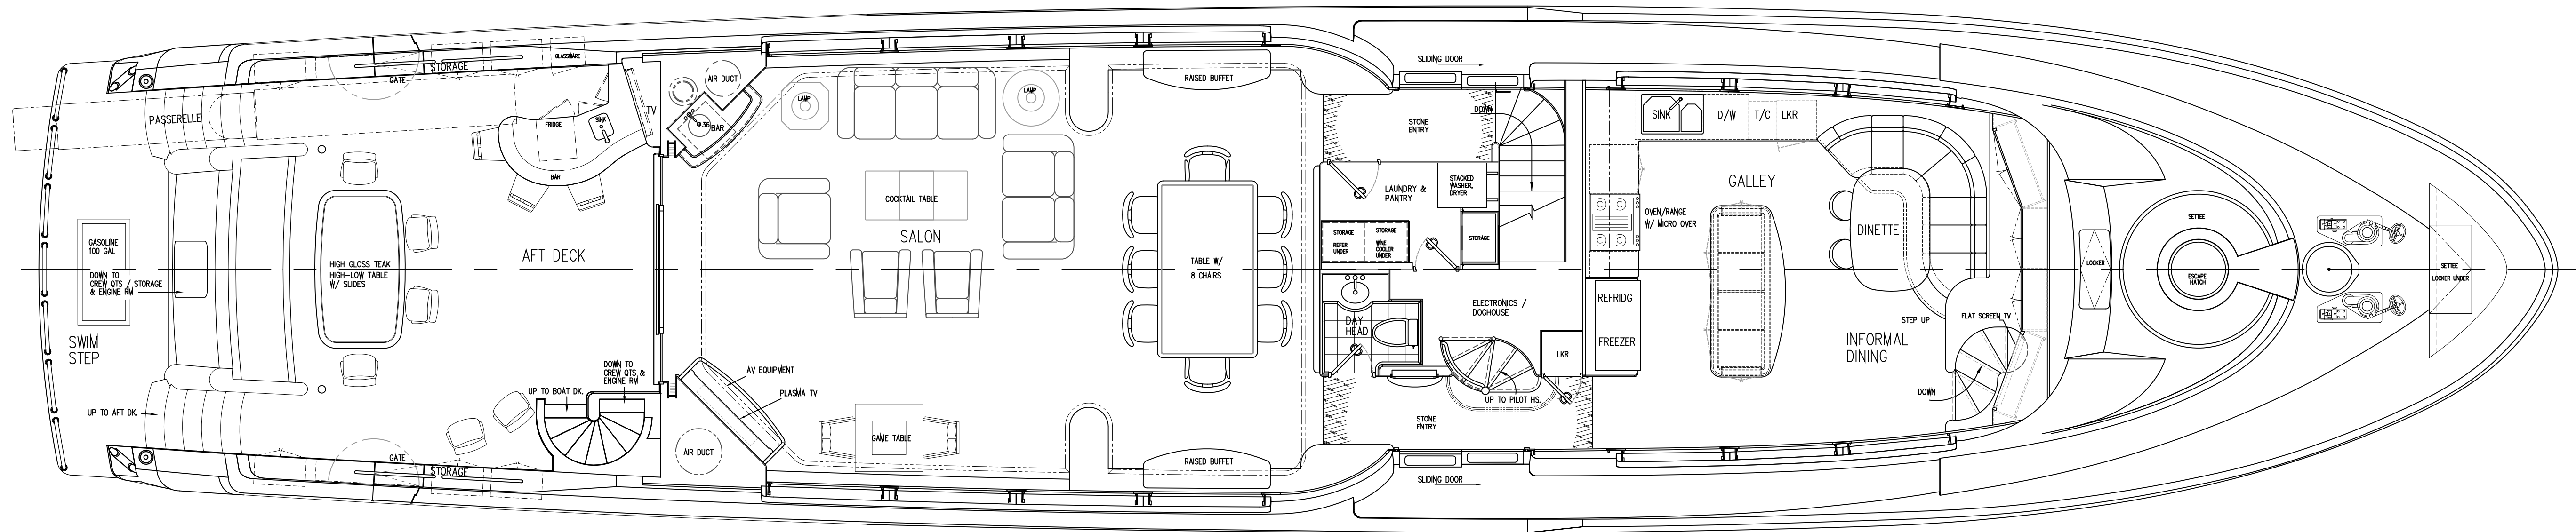 PASSERELLE
GASOLINE
100 GAL
DOWN TO
CREW QTS / STORAGE
& ENGINE RM
SWIM
STEP
UP TO AFT DK.
STORAGE
GATE
GLASSWARE
FRIDGE
SINK
BAR
TV
HIGH GLOSS TEAK
HIGH-LOW TABLE
W/ SLIDES
AFT DECK
UP TO BOAT DK.
DOWN TO
CREW QTS &
ENGINE RM
GATE
STORAGE
AIR DUCT
36
BAR
LAMP
LAMP
COCKTAIL TABLE
SALON
AV EQUIPMENT
PLASMA TV
AIR DUCT
GAME TABLE
RAISED BUFFET
TABLE W/
8 CHAIRS
RAISED BUFFET
SLIDING DOOR
DOWN
STONE
ENTRY
LAUNDRY &
PANTRY
STACKED
WASHER,
DRYER
STORAGE
REFER
UNDER
STORAGE
WINE
COOLER
UNDER
STORAGE
DAY
HEAD
ELECTRONICS /
DOGHOUSE
LKR
UP TO PILOT HS.
STONE
ENTRY
SLIDING DOOR
SINK
D/W
T/C
LKR
GALLEY
OVEN/RANGE
W/ MICRO OVER
REFRIDG
FREEZER
DINETTE
STEP UP
FLAT SCREEN TV
INFORMAL
DINING
DOWN
LOCKER
SETTEE
ESCAPE
HATCH
SETTEE
LOCKER UNDER